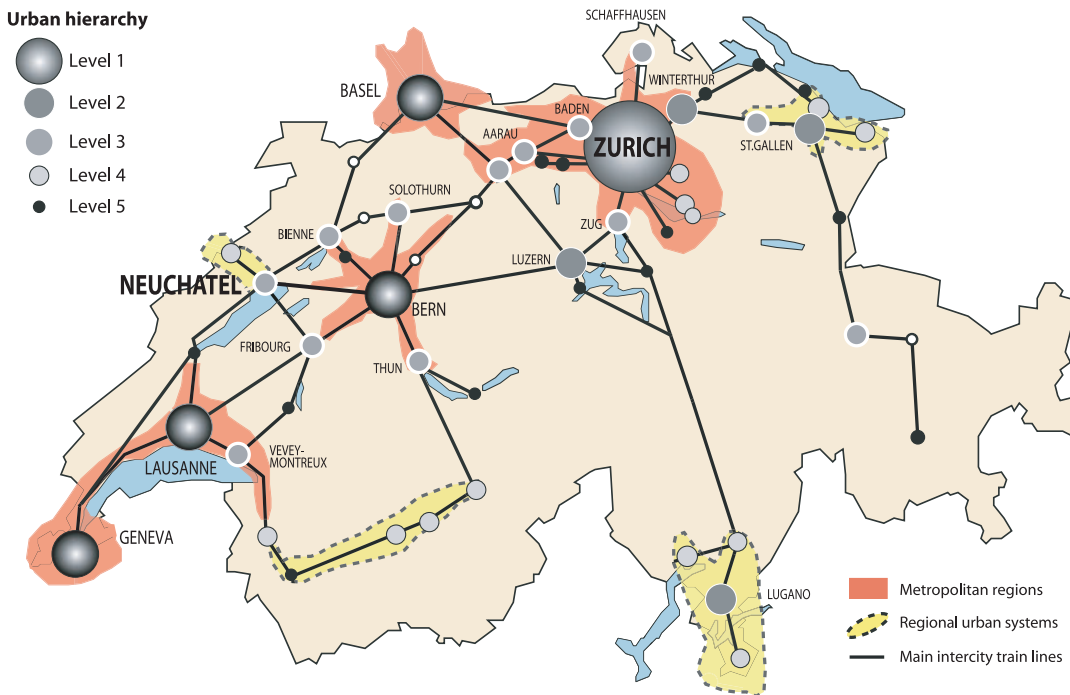 Urban hierarchy
Level 1
Level 2
Level 3
Level 4
Level 5
SCHAFFHAUSEN
WINTERTHUR
BASEL
BADEN
AARAU
ZURICH
ST.GALLEN
SOLOTHURN
BIENNE
ZUG
LUZERN
NEUCHATEL
BERN
FRIBOURG
THUN
VEVEY-
MONTREUX
LAUSANNE
GENEVA
LUGANO
Metropolitan regions
Regional urban systems
Main intercity train lines